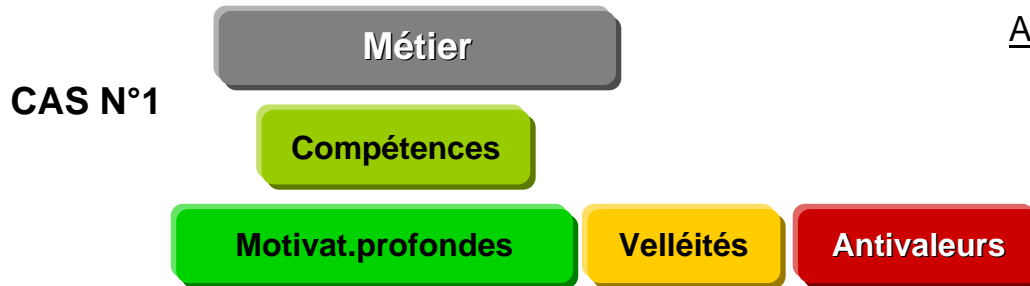 Métier
A
CAS N°1
Compétences
Motivat.profondes
Velléités
Antivaleurs